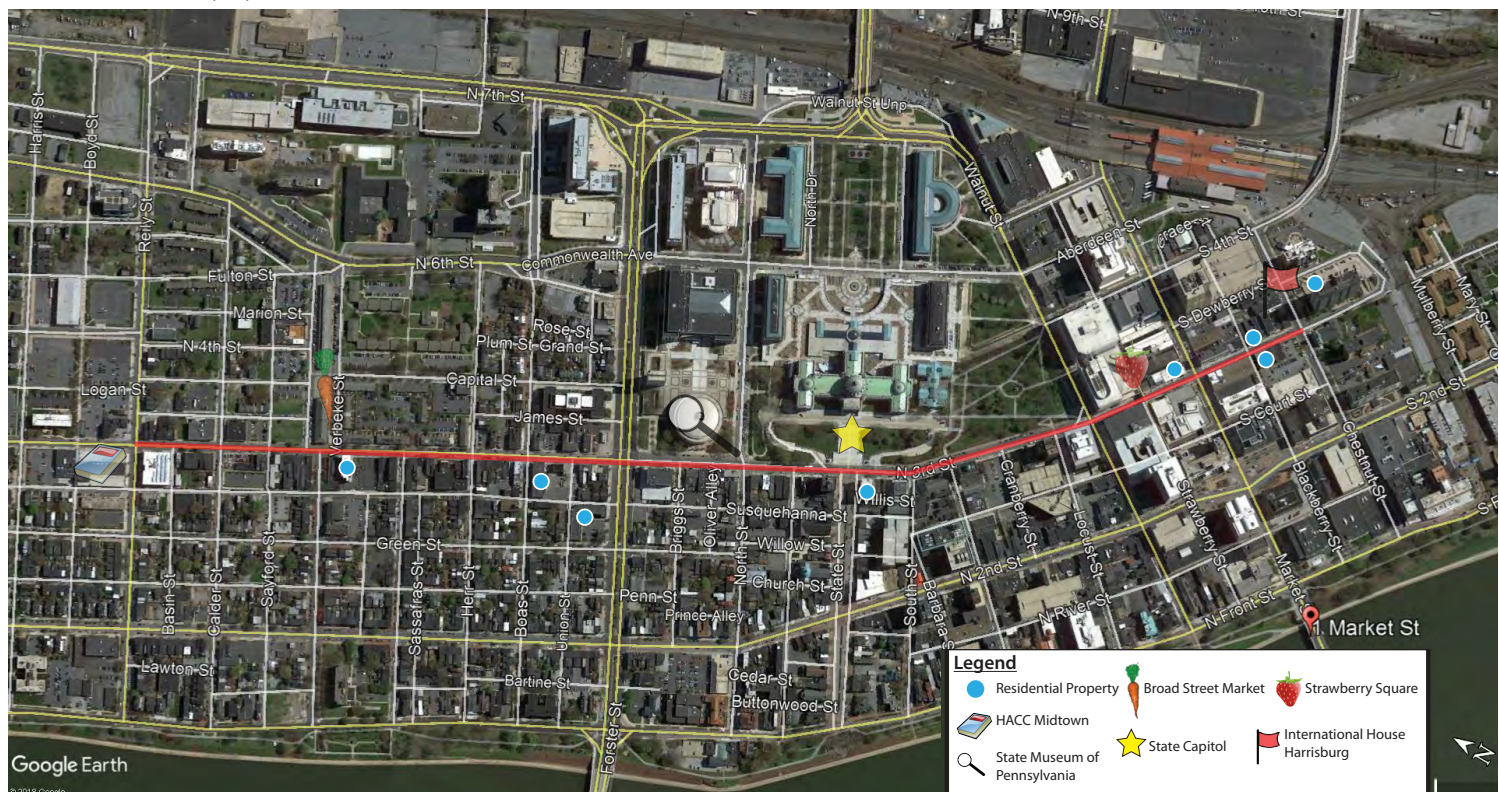 N 9th St
N 7th St
Walnut St Unp
Harris St
Boyd St
Reily St
North Dr
Walnut St
Aberdeen St
S 4th St
Commonwealth Ave
N 6th St
Fulton St
Marion St
S Dewberry St
Mulberry St
Mary St
N 4th St
Rose St
Plum St
Grand St
Logan St
Verbeke St
Capital St
James St
S Court St
S 2nd St
Chestnut St
N 3rd St
Briggs St
Oliver Alley
Willis St
Susquehanna St
Cranberry St
Strawberry St
Blackberry St
Locust St
Green St
Willow St
North St
State St
Church St
N 2nd St
Basin St
Calder St
Sayford St
Sassafras St
Herr St
Boas St
Union St
Penn St
Prince Alley
South St
Barbara S
N River St
N Front St
Market St
1 Market St
Lawton St
Bartine St
Cedar St
Buttonwood St
Forster St
Legend
Residential Property
Broad Street Market
Strawberry Square
HACC Midtown
State Capitol
International House
Harrisburg
State Museum of
Pennsylvania
N
Google Earth
© 2018 Google